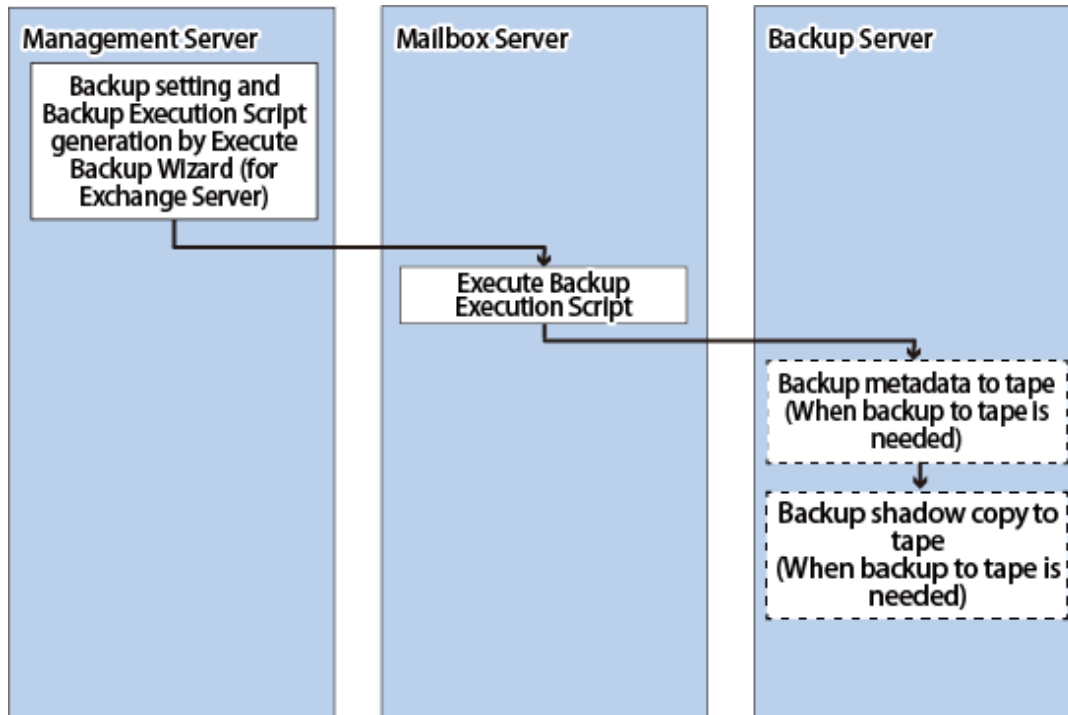 Management Server
Mailbox Server
Backup Server
Backup setting and
Backup Execution Script
generation by Execute
Backup Wizard (for
Exchange Server)
Execute Backup
Execution Script
Backup metadata to tape
(When backup to tape is
needed)
Backup shadow copy to
tape
(When backup to tape is
needed)